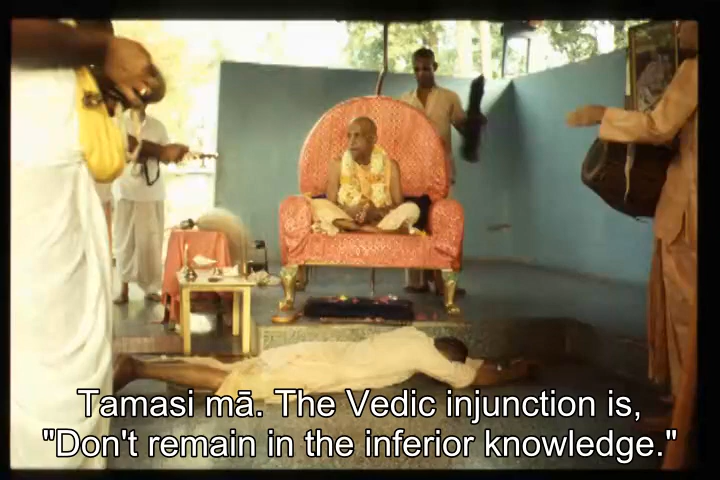 Tamasi mā. The Vedic injunction is,
"Don't remain in the inferior knowledge."